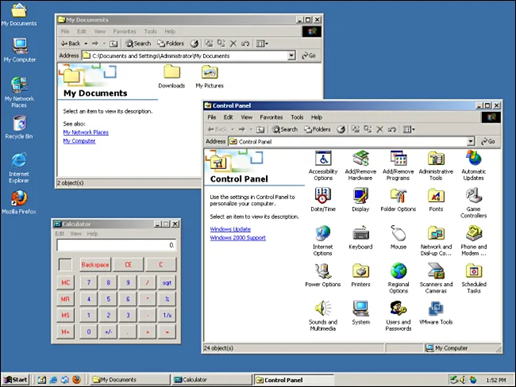 My Documents
My Computer
My Network Places
Recycle Bin
Internet Explorer
Mozilla Firefox
My Documents
File Edit View Favorites Tools Help
Back Search Folders
Address C:\Documents and Settings\Administrator\My Documents Go
My Documents
Select an item to view its description.
See also:
My Network Places
My Computer
Downloads My Pictures
2 object(s)
Control Panel
File Edit View Favorites Tools Help
Back Search Folders
Address Control Panel Go
Control Panel
Use the settings in Control Panel to
personalize your computer.
Select an item to view its description.
Windows Update
Windows 2000 Support
Accessibility Options Add/Remove Hardware Add/Remove Programs Administrative Tools Automatic Updates
Date/Time Display Folder Options Fonts Game Controllers
Internet Options Keyboard Mouse Network and Dial-up Co... Phone and Modem ...
Power Options Printers Regional Options Scanners and Cameras Scheduled Tasks
Sounds and Multimedia System Users and Passwords VMware Tools
24 object(s) My Computer
Calculator
Edit View Help
0.
Backspace CE C
MC 7 8 9 / sqrt
MR 4 5 6 * %
MS 1 2 3 - 1/x
M+ 0 +/- . + =
Start My Documents Calculator Control Panel 1:52 PM